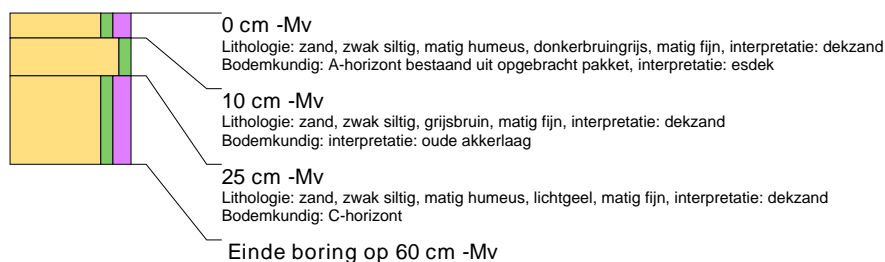 0 cm -Mv
Lithologie: zand, zwak siltig, matig humeus, donkerbruingrijs, matig fijn, interpretatie: dekzand
Bodemkundig: A-horizont bestaand uit opgebracht pakket, interpretatie: esdek
10 cm -Mv
Lithologie: zand, zwak siltig, grijsbruin, matig fijn, interpretatie: dekzand
Bodemkundig: interpretatie: oude akkerlaag
25 cm -Mv
Lithologie: zand, zwak siltig, matig humeus, lichtgeel, matig fijn, interpretatie: dekzand
Bodemkundig: C-horizont
Einde boring op 60 cm -Mv